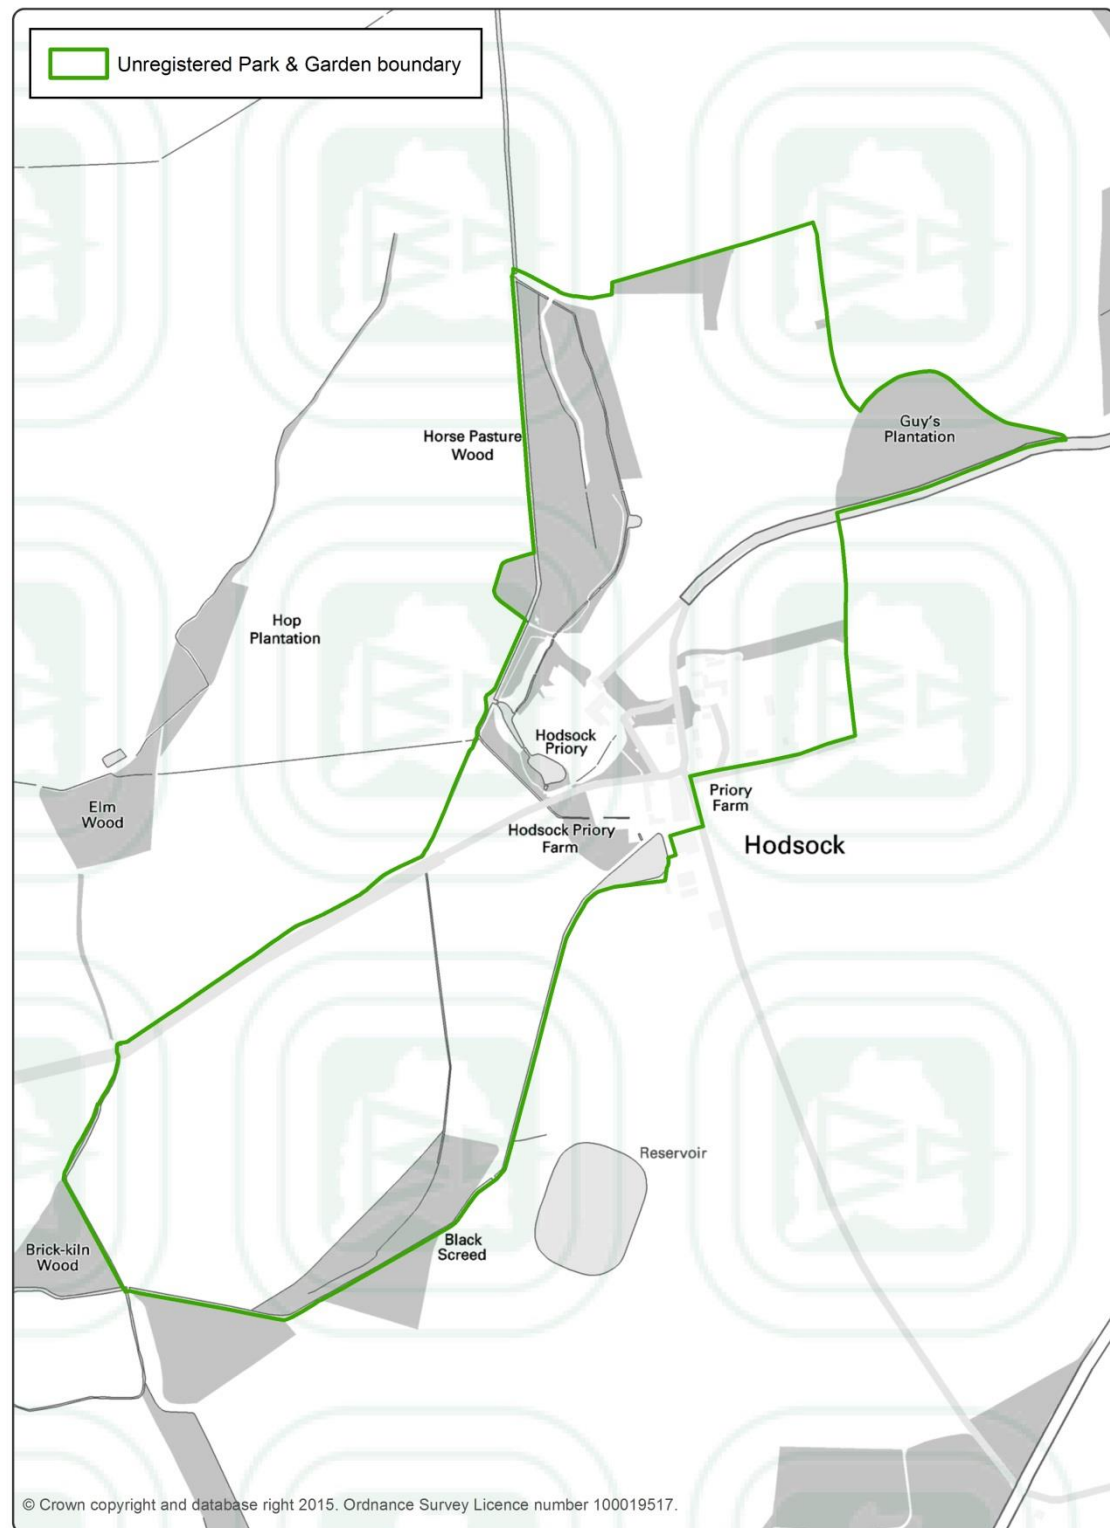 Unregistered Park & Garden boundary
Guy's
Plantation
Horse Pasture
Wood
Hop
Plantation
Hodsock
Priory
Elm
Wood
Priory
Farm
Hodsock Priory
Farm
Hodsock
Reservoir
Black
Screed
Brick-kiln
Wood
© Crown copyright and database right 2015. Ordnance Survey Licence number 100019517.